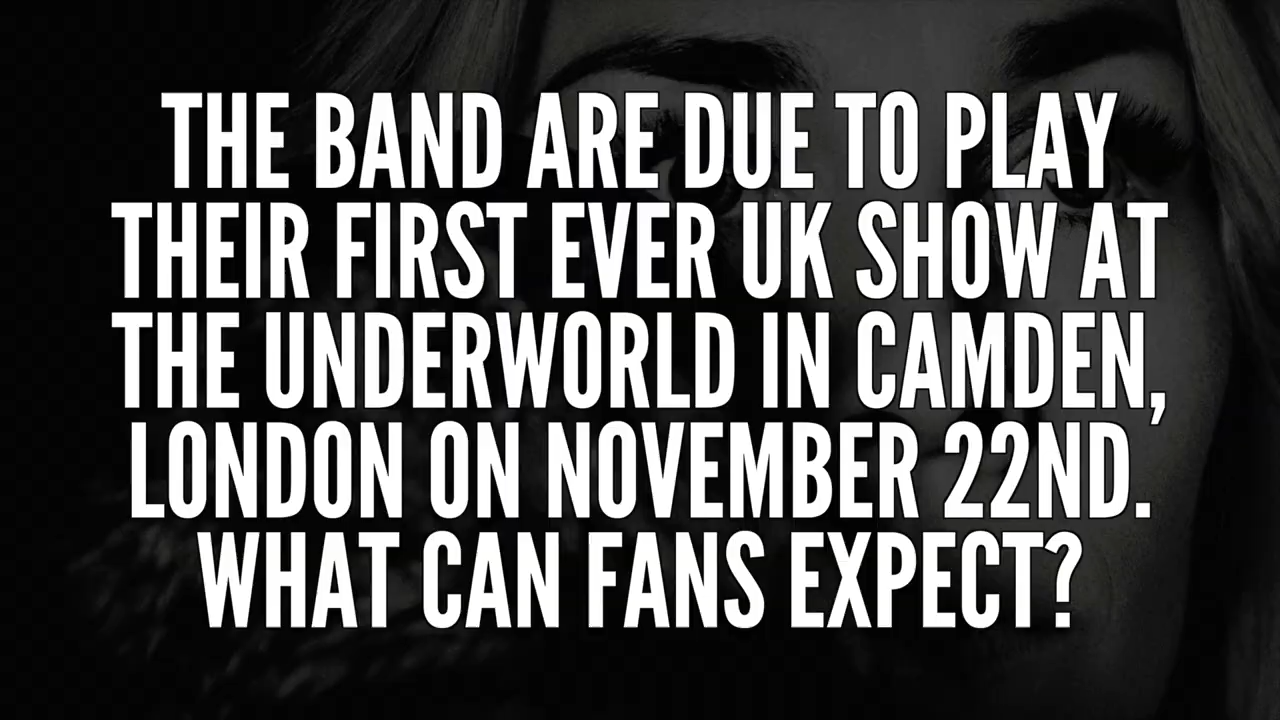 THE BAND ARE DUE TO PLAY
THEIR FIRST EVER UK SHOW AT
THE UNDERWORLD IN CAMDEN,
LONDON ON NOVEMBER 22ND.
WHAT CAN FANS EXPECT?